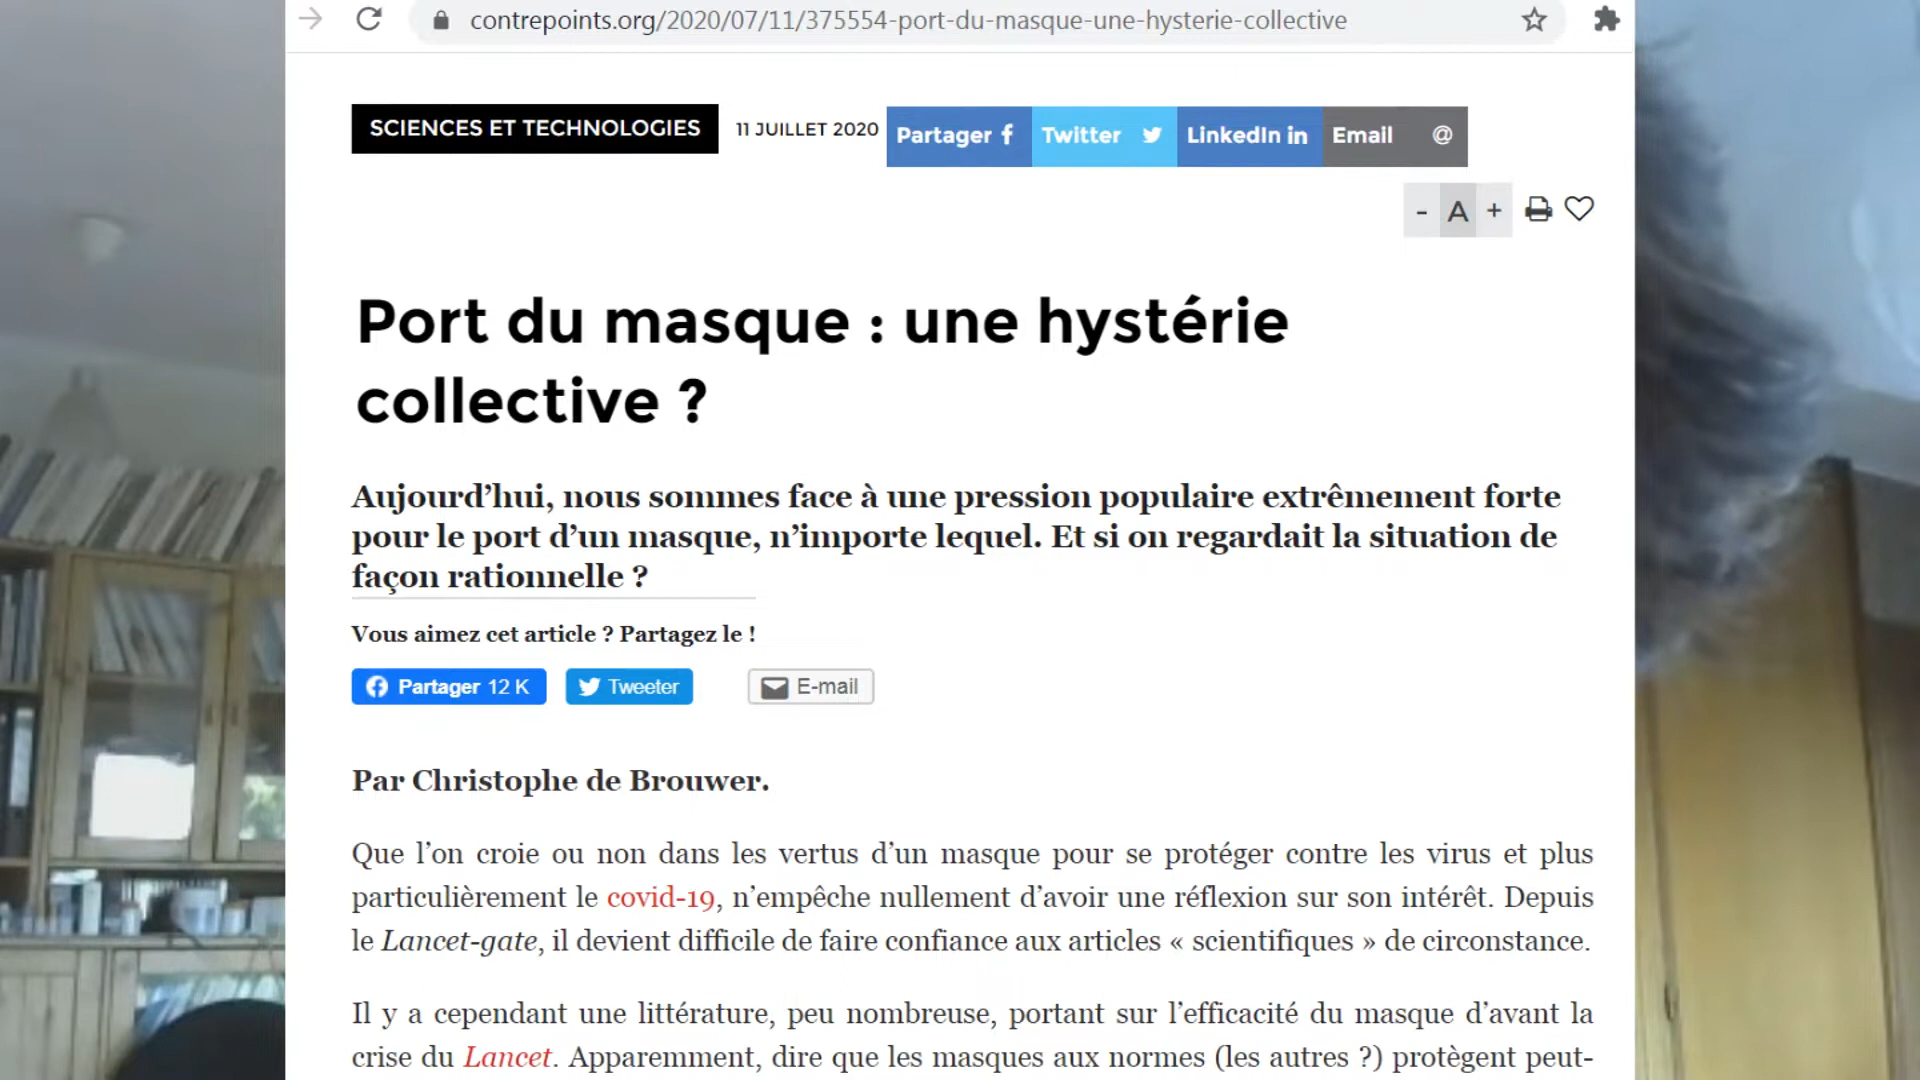 contrepoints.org/2020/07/11/375554-port-du-masque-une-hysterie-collective
SCIENCES ET TECHNOLOGIES
11 JUILLET 2020
Partager f
Twitter
LinkedIn in
Email @
- A +
Port du masque : une hystérie
collective ?
Aujourd’hui, nous sommes face à une pression populaire extrêmement forte
pour le port d’un masque, n’importe lequel. Et si on regardait la situation de
façon rationnelle ?
Vous aimez cet article ? Partagez le !
Partager 12 K
Tweeter
E-mail
Par Christophe de Brouwer.
Que l’on croie ou non dans les vertus d’un masque pour se protéger contre les virus et plus
particulièrement le covid-19, n’empêche nullement d’avoir une réflexion sur son intérêt. Depuis
le Lancet-gate, il devient difficile de faire confiance aux articles « scientifiques » de circonstance.
Il y a cependant une littérature, peu nombreuse, portant sur l’efficacité du masque d’avant la
crise du Lancet. Apparemment, dire que les masques aux normes (les autres ?) protègent peut-